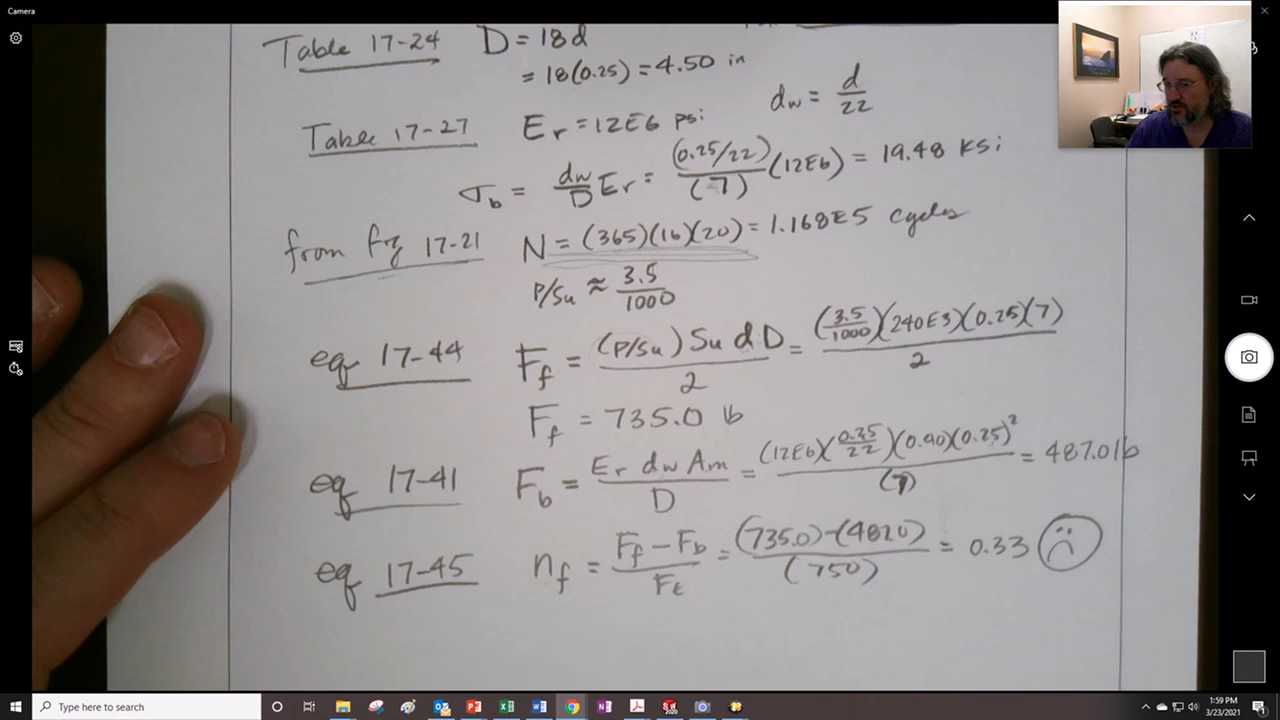 Camera
Table 17-24 D = 18d
= 18(0.25) = 4.50 in
Table 17-27 Er = 12E6 psi dw = d/22
σb = dw/D Er = (0.25/22)/(7) (12E6) = 19.48 ksi
from fig 17-21 N = (365)(16)(20) = 1.168E5 cycles
P/Su ≈ 3.5/1000
eq 17-44 Ff = (P/Su) Su d D / 2 = (3.5/1000)(240E3)(0.25)(7) / 2
Ff = 735.0 lb
eq 17-41 Fb = Er dw Am / D = (12E6)(0.25/22)(0.40)(0.25)² / (7) = 487.0 lb
eq 17-45 nf = Ff - Fb / Ft = (735.0)-(487.0) / (750) = 0.33
Type here to search
1:59 PM
3/23/2021